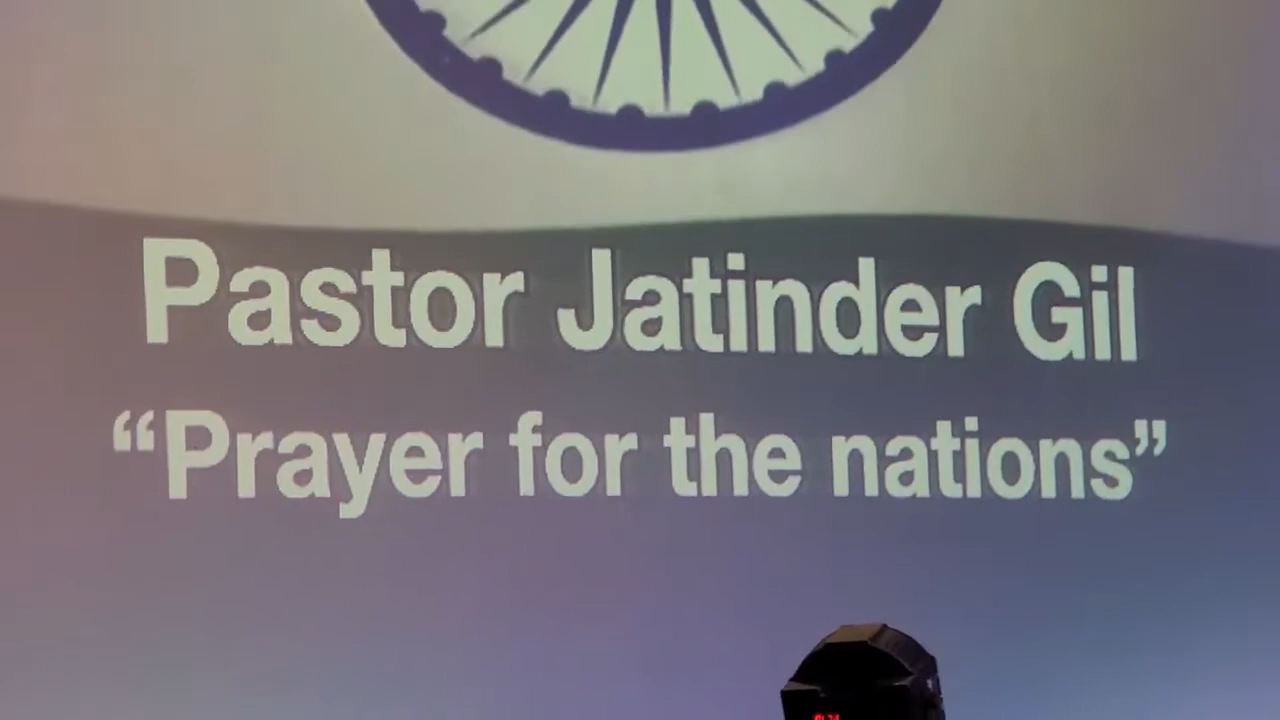 Pastor Jatinder Gil
“Prayer for the nations”